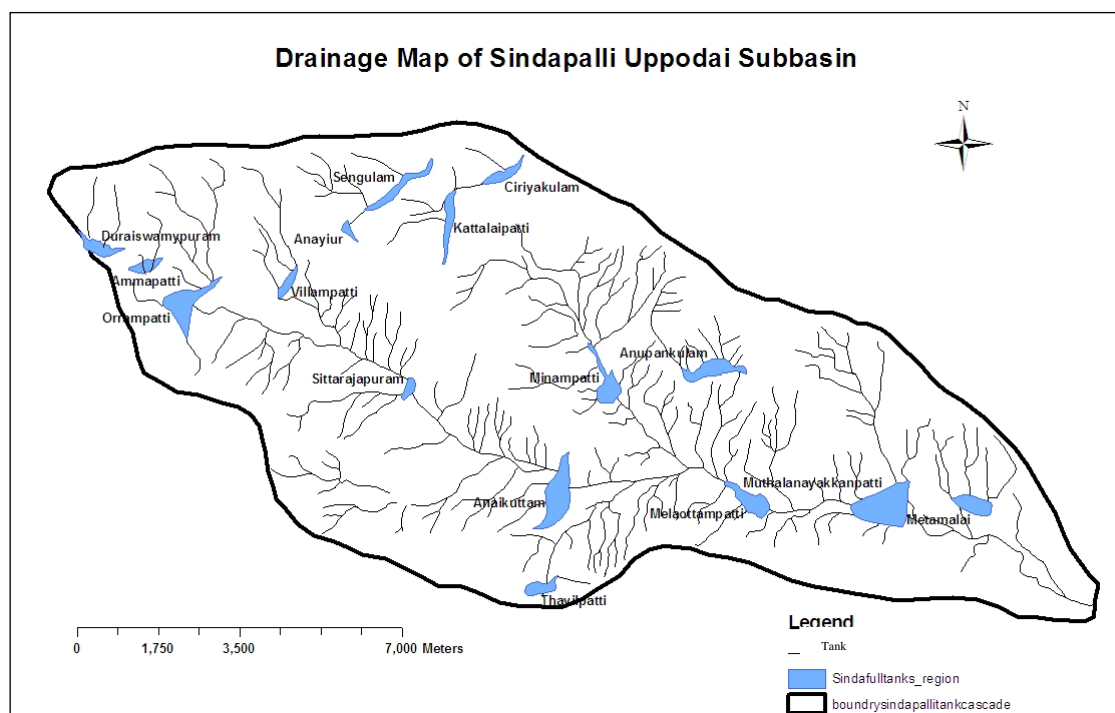 Drainage Map of Sindapalli Uppodai Subbasin
N
Sengulam
Ciriyakulam
Kattalaipatti
Duraiswamypuram
Anayiur
Ammapatti
Villampatti
Orrampatti
Anupankulam
Sittarajapuram
Minampatti
Muthalanayakkanpatti
Anaikuttam
Melaottampatti
Metamalai
Thayilpatti
0 1,750 3,500 7,000 Meters
Legend
Tank
Sindafulltanks_region
boundrysindapallitankcascade